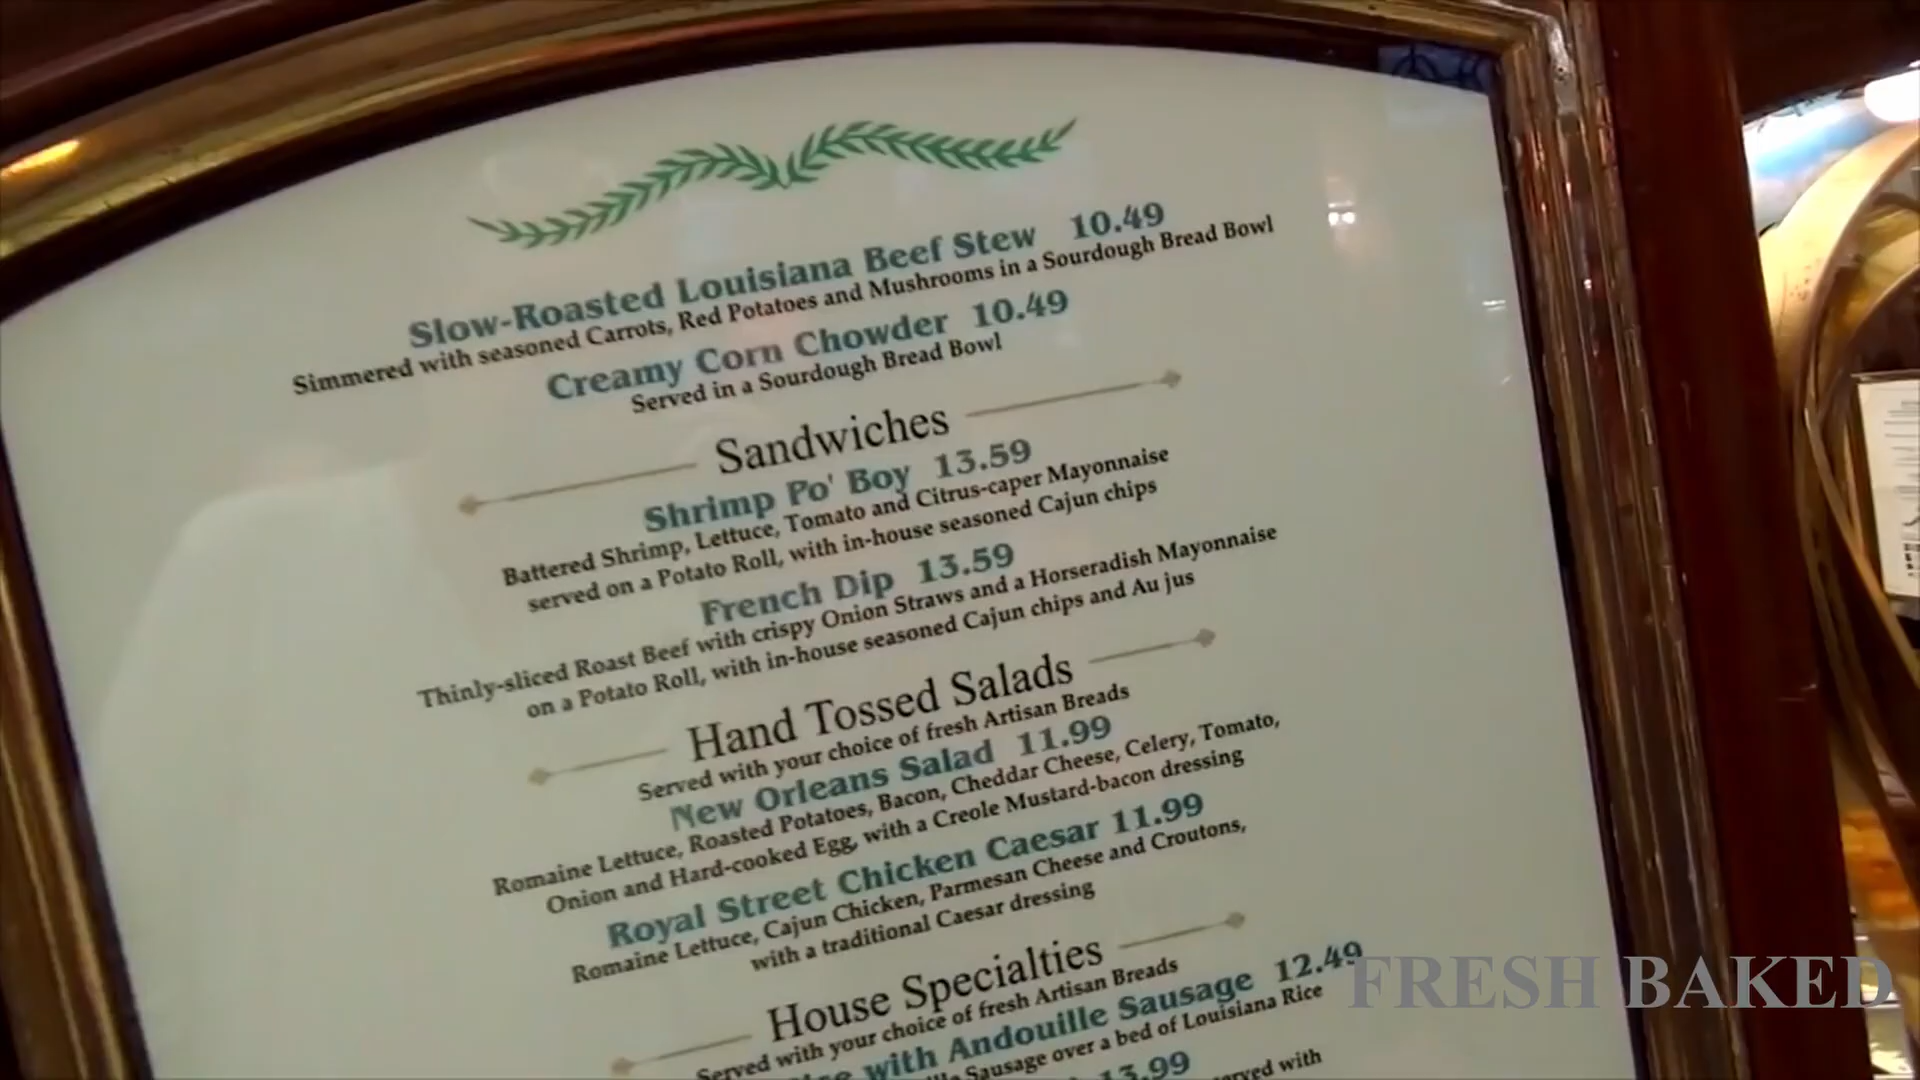 Slow-Roasted Louisiana Beef Stew 10.49
Simmered with seasoned Carrots, Red Potatoes and Mushrooms in a Sourdough Bread Bowl
Creamy Corn Chowder 10.49
Served in a Sourdough Bread Bowl
Sandwiches
Shrimp Po' Boy 13.59
Battered Shrimp, Lettuce, Tomato and Citrus-caper Mayonnaise
served on a Potato Roll, with in-house seasoned Cajun chips
French Dip 13.59
Thinly-sliced Roast Beef with crispy Onion Straws and a Horseradish Mayonnaise
on a Potato Roll, with in-house seasoned Cajun chips and Au jus
Hand Tossed Salads
Served with your choice of fresh Artisan Breads
New Orleans Salad 11.99
Romaine Lettuce, Roasted Potatoes, Bacon, Cheddar Cheese, Celery, Tomato,
Onion and Hard-cooked Egg, with a Creole Mustard-bacon dressing
Royal Street Chicken Caesar 11.99
Romaine Lettuce, Cajun Chicken, Parmesan Cheese and Croutons,
with a traditional Caesar dressing
House Specialties
Served with your choice of fresh Artisan Breads
with Andouille Sausage 12.49
Sausage over a bed of Louisiana Rice
13.99
served with
FRESH BAKED